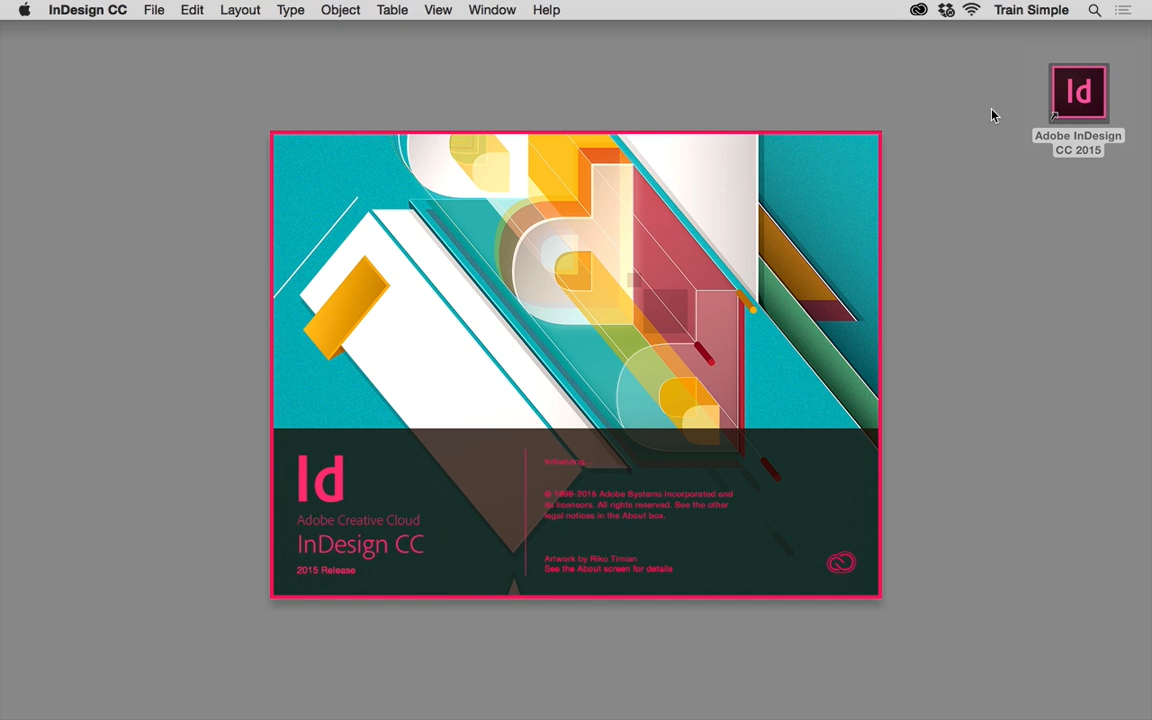 InDesign CC File Edit Layout Type Object Table View Window Help Train Simple
Id
Adobe InDesign
CC 2015
Id
Adobe Creative Cloud
InDesign CC
2015 Release
Initializing...
© 1999-2015 Adobe Systems Incorporated and
its licensors. All rights reserved. See the other
legal notices in the About box.
Artwork by Riko Timian
See the About screen for details